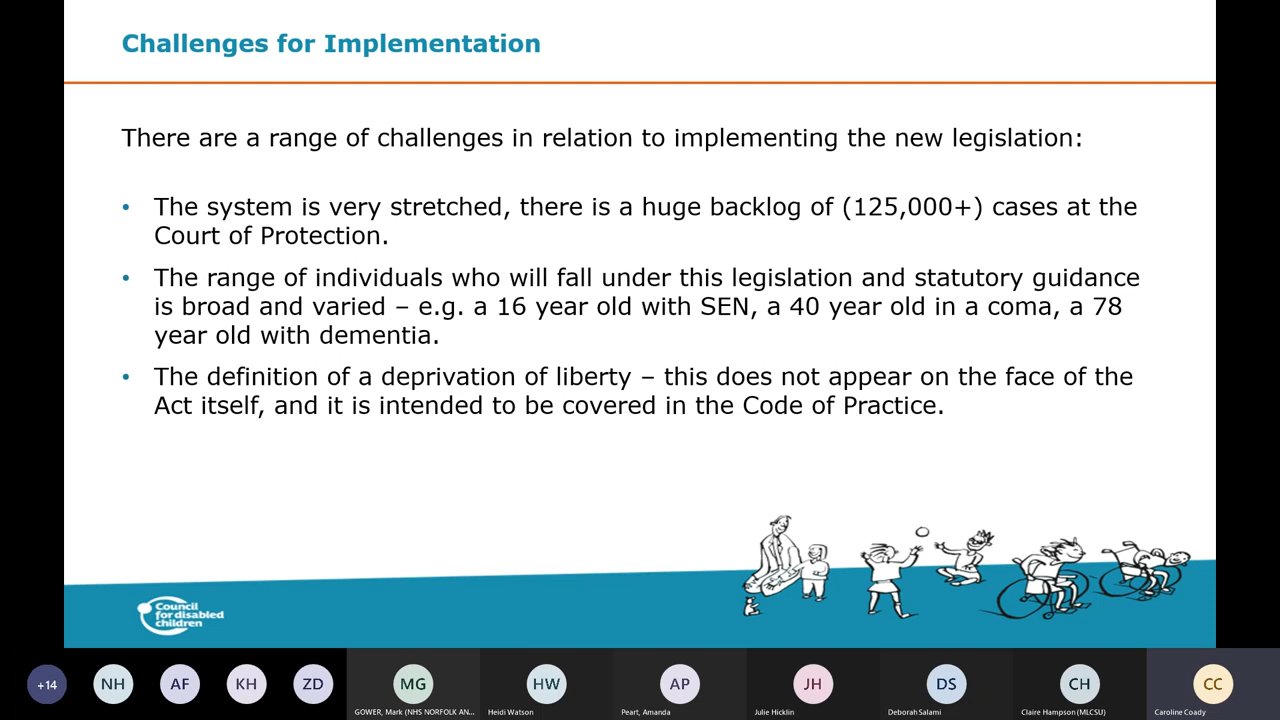 Challenges for Implementation
There are a range of challenges in relation to implementing the new legislation:
• The system is very stretched, there is a huge backlog of (125,000+) cases at the
Court of Protection.
• The range of individuals who will fall under this legislation and statutory guidance
is broad and varied – e.g. a 16 year old with SEN, a 40 year old in a coma, a 78
year old with dementia.
• The definition of a deprivation of liberty – this does not appear on the face of the
Act itself, and it is intended to be covered in the Code of Practice.
Council
for disabled
children
+14 NH AF KH ZD MG HW AP JH DS CH CC
GOWER, Mark (NHS NORFOLK AN... Heidi Watson Peart, Amanda Julie Hicklin Deborah Salami Claire Hampson (MLCSU) Caroline Coady